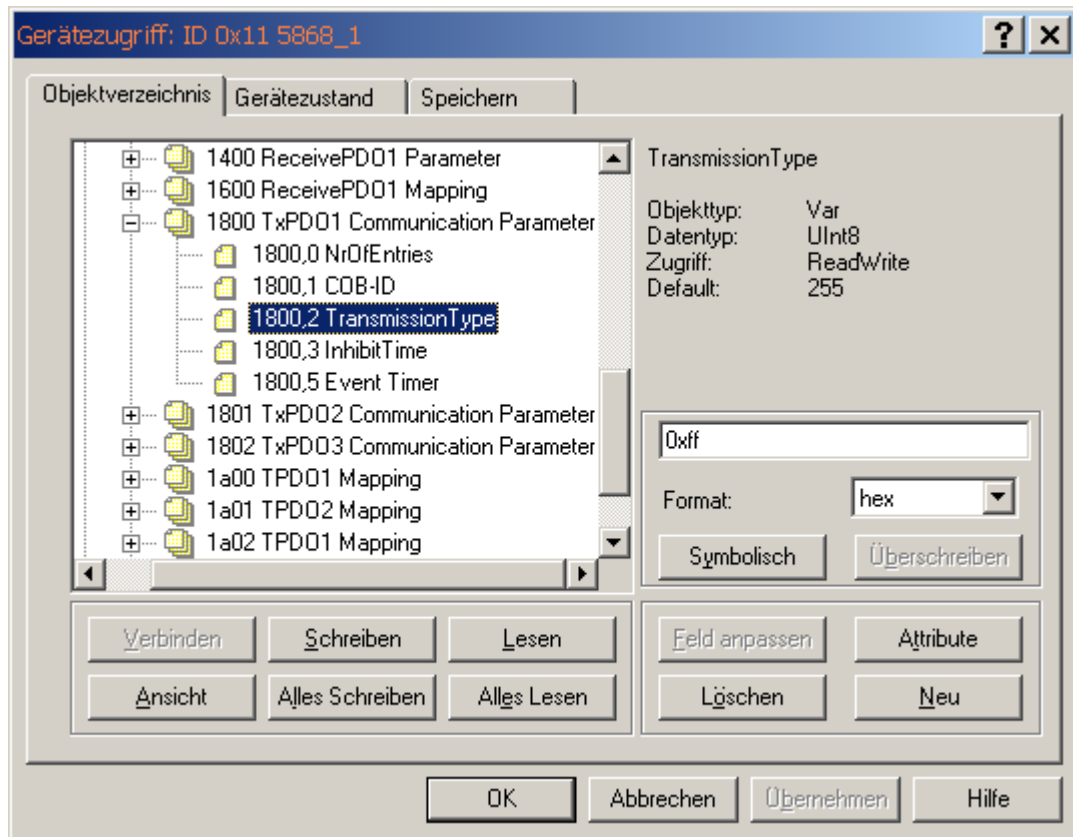 Gerätezugriff: ID 0x11 5868_1
Objektverzeichnis
Gerätezustand
Speichern
1400 ReceivePDO1 Parameter
1600 ReceivePDO1 Mapping
1800 TxPDO1 Communication Parameter
1800,0 NrOfEntries
1800,1 COB-ID
1800,2 TransmissionType
1800,3 InhibitTime
1800,5 Event Timer
1801 TxPDO2 Communication Parameter
1802 TxPDO3 Communication Parameter
1a00 TPDO1 Mapping
1a01 TPDO2 Mapping
1a02 TPDO1 Mapping
TransmissionType
Objekttyp: Var
Datentyp: UInt8
Zugriff: ReadWrite
Default: 255
0xff
Format: hex
Symbolisch
Überschreiben
Verbinden
Schreiben
Lesen
Ansicht
Alles Schreiben
Alles Lesen
Feld anpassen
Attribute
Löschen
Neu
OK
Abbrechen
Übernehmen
Hilfe